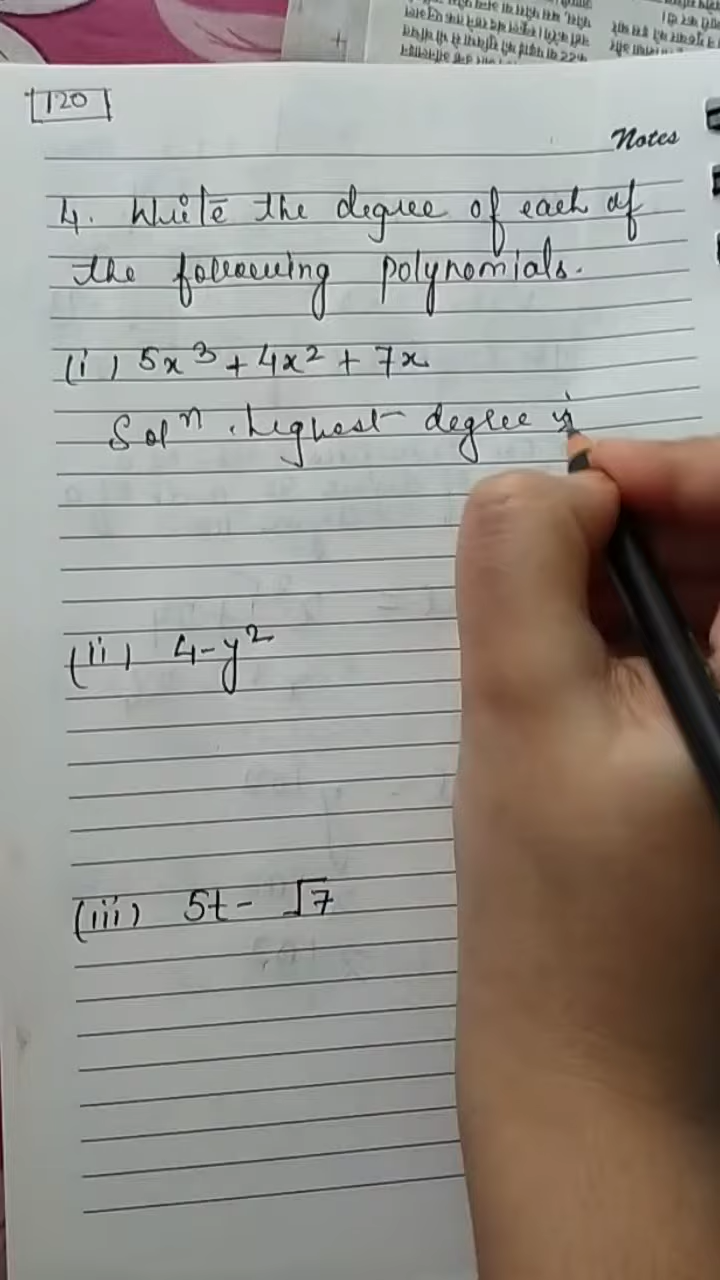 120
Notes
4. Write the degree of each of
the following polynomials.
(i) 5x³ + 4x² + 7x
Solⁿ. highest degree i
(ii) 4-y²
(iii) 5t - √7